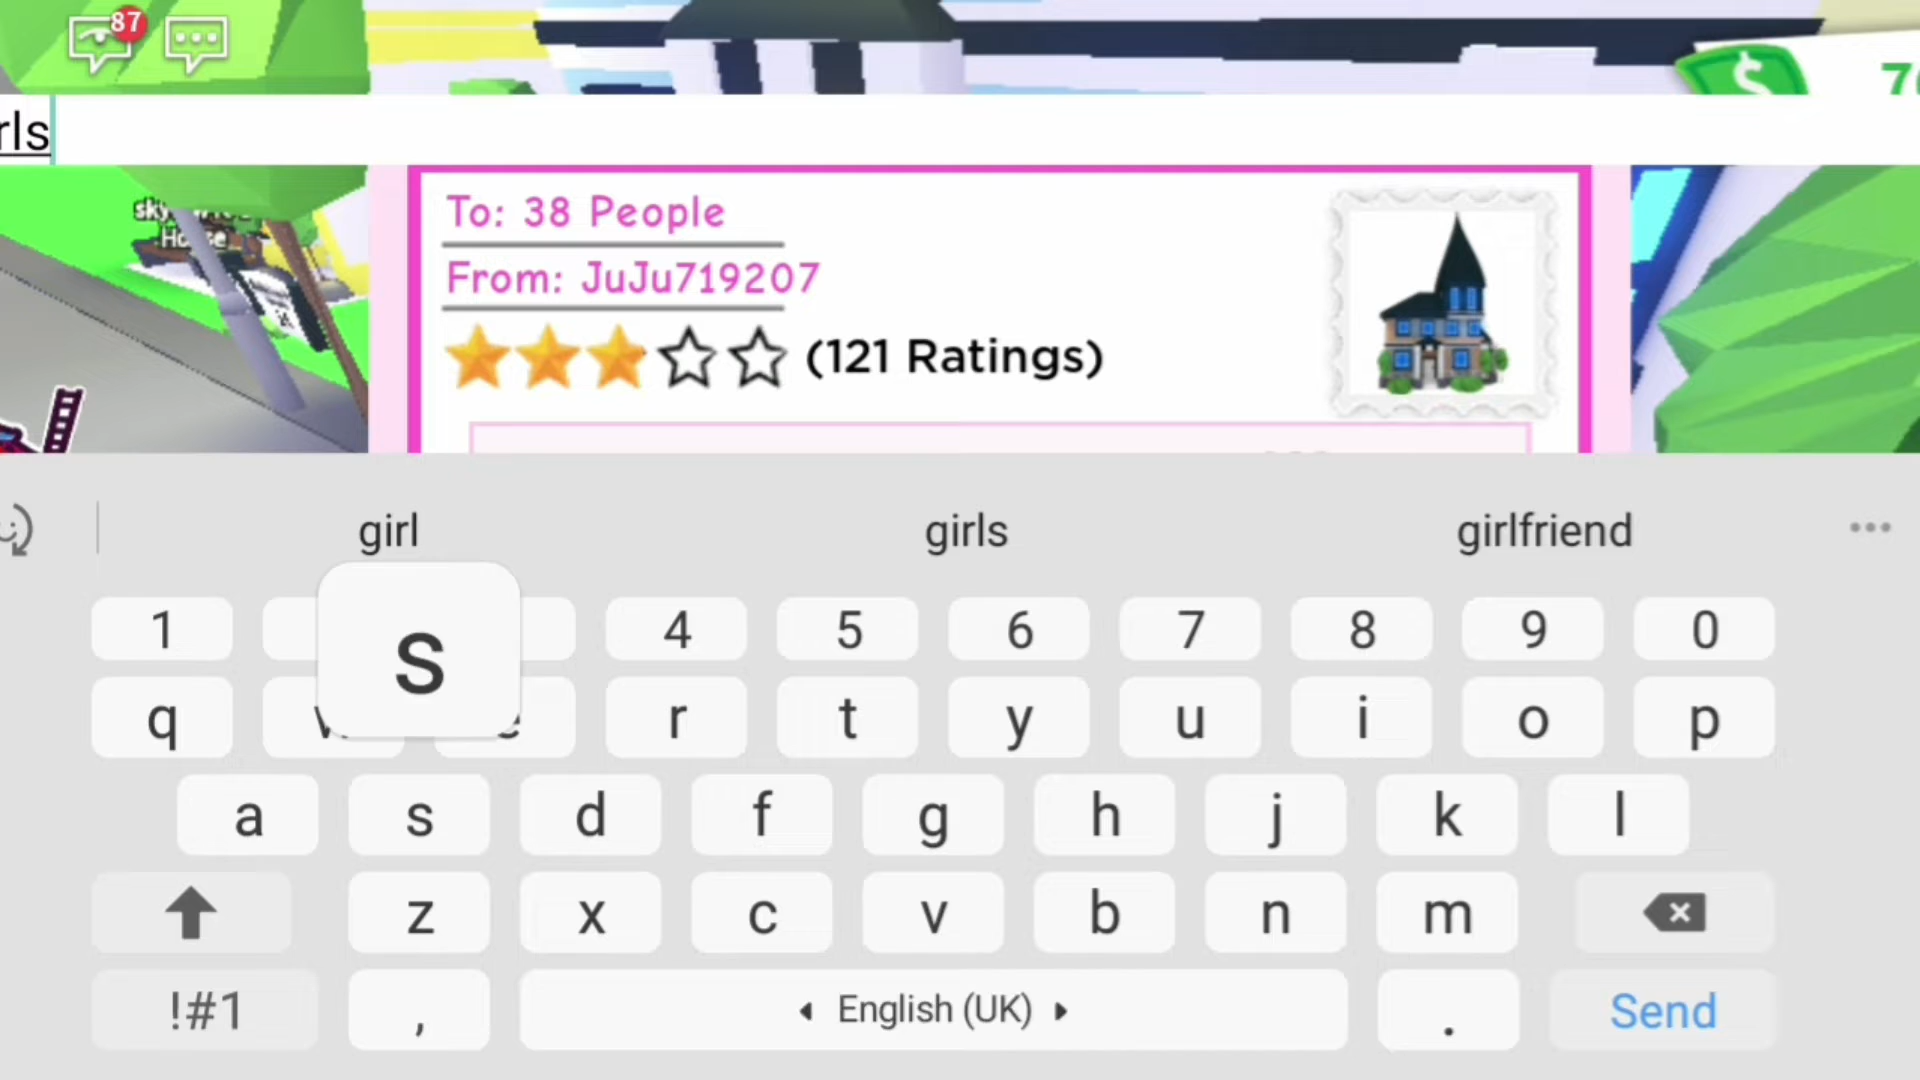 87
rls
To: 38 People
From: JuJu719207
(121 Ratings)
House
girl girls girlfriend
1 4 5 6 7 8 9 0
s
q w e r t y u i o p
a s d f g h j k l
z x c v b n m
!#1 , English (UK) . Send